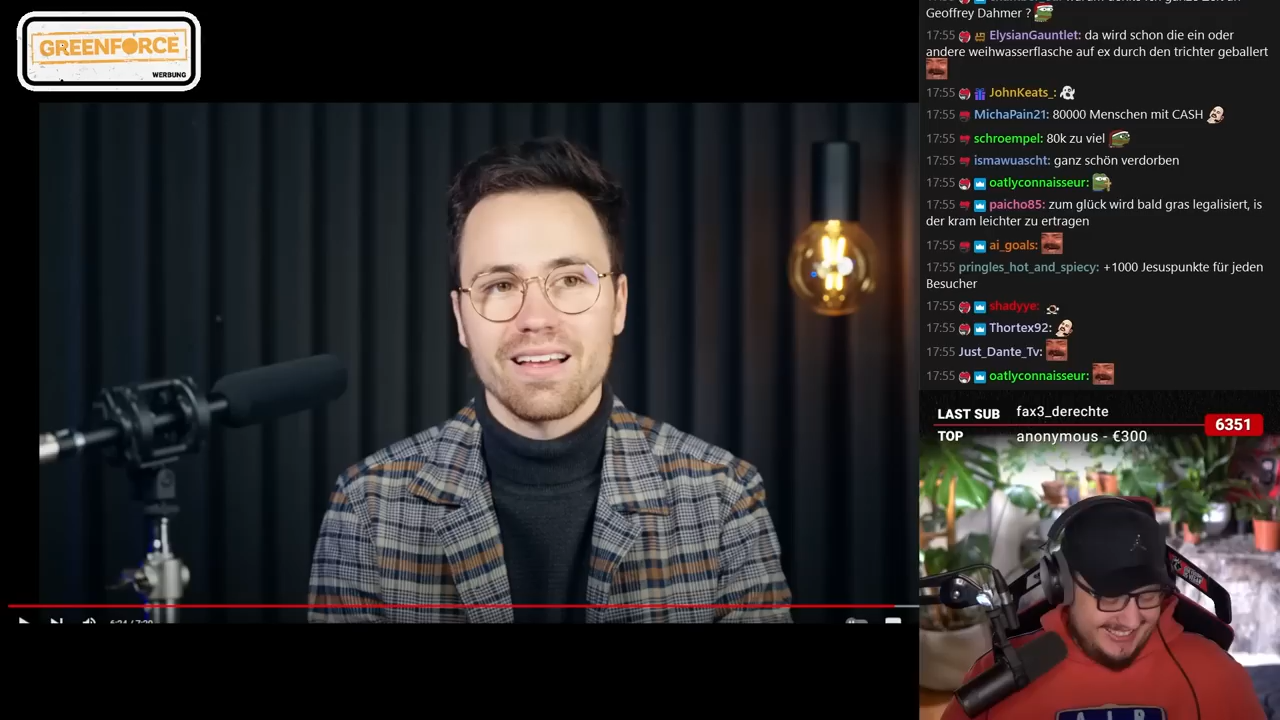 GREENFORCE
WERBUNG
Geoffrey Dahmer ?
17:55 ElysianGauntlet: da wird schon die ein oder
andere weihwasserflasche auf ex durch den trichter geballert
17:55 JohnKeats_:
17:55 MichaPain21: 80000 Menschen mit CASH
17:55 schroempel: 80k zu viel
17:55 ismawuascht: ganz schön verdorben
17:55 oatlyconnaisseur:
17:55 paicho85: zum glück wird bald gras legalisiert, is
der kram leichter zu ertragen
17:55 ai_goals:
17:55 pringles_hot_and_spiecy: +1000 Jesuspunkte für jeden
Besucher
17:55 shadyye:
17:55 Thortex92:
17:55 Just_Dante_Tv:
17:55 oatlyconnaisseur:
LAST SUB fax3_derechte
6351
TOP anonymous - €300